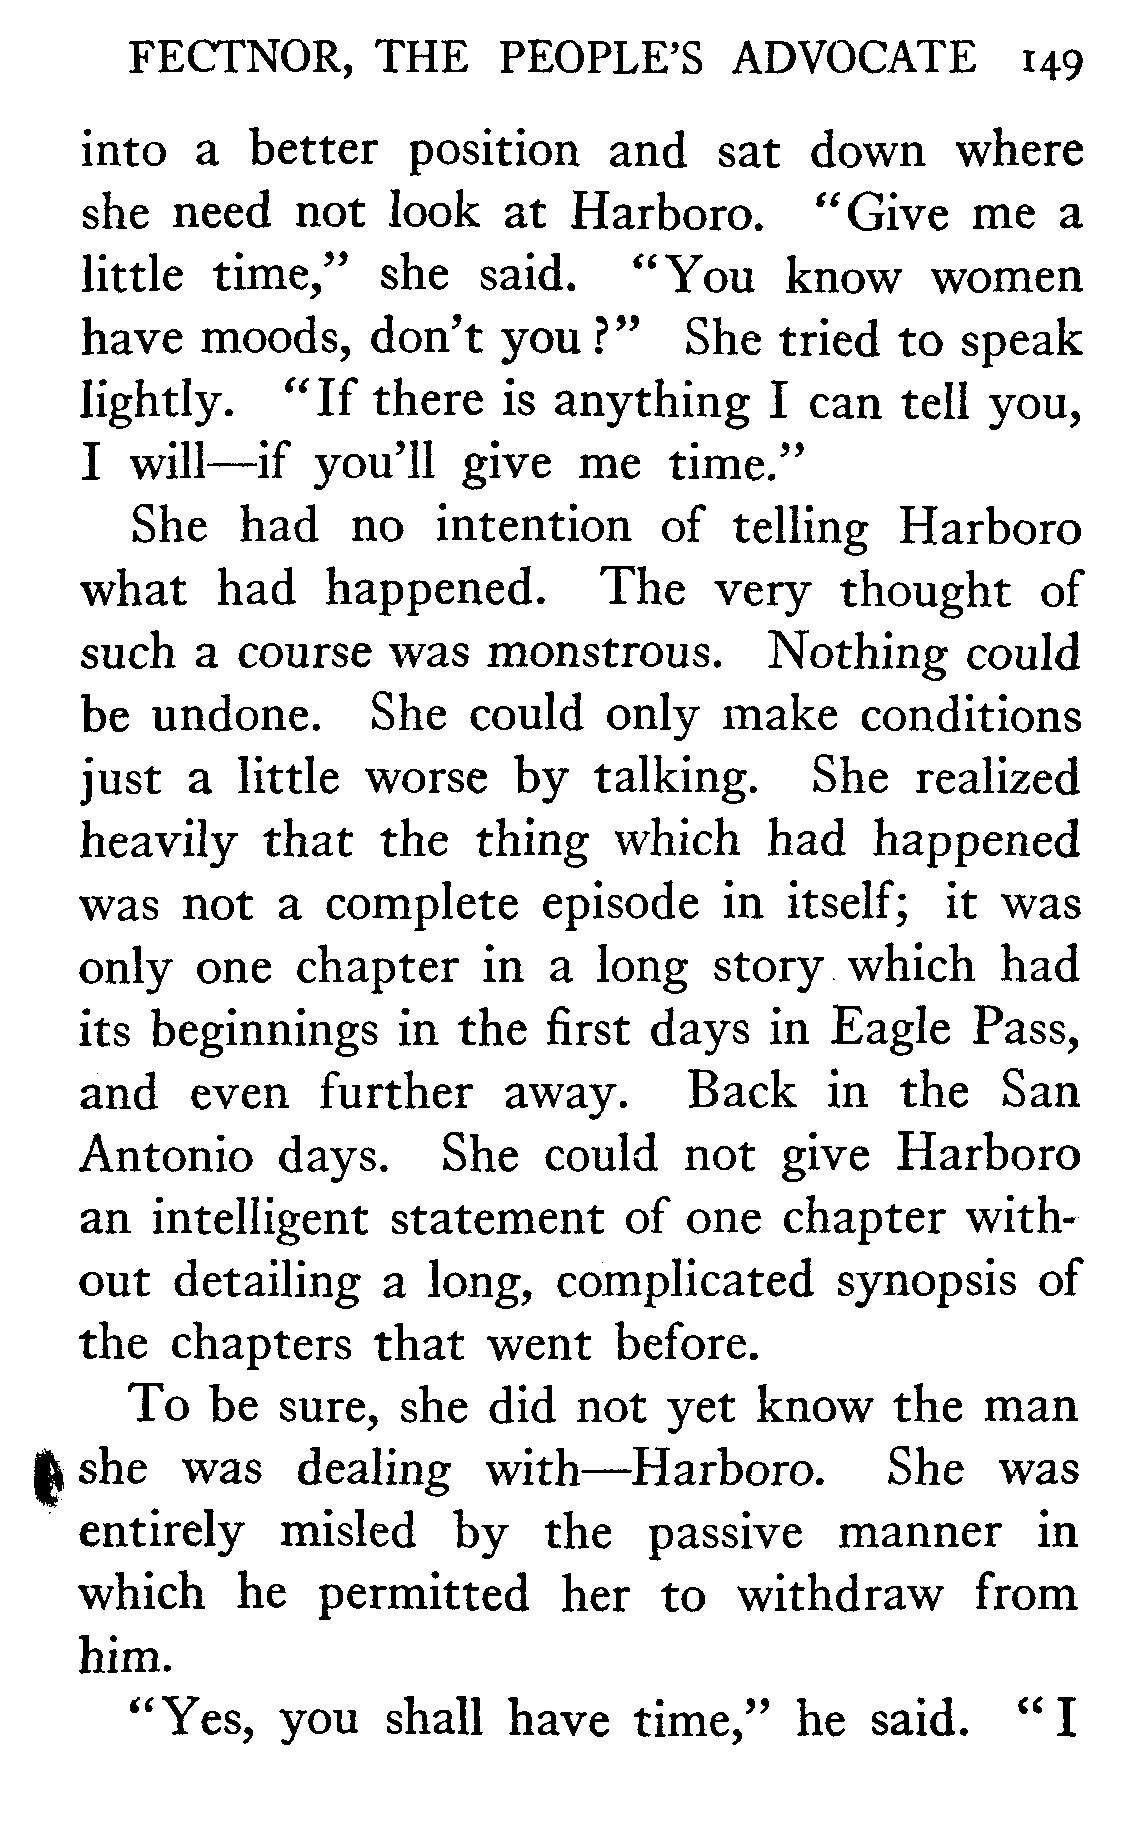 FECTNOR, THE PEOPLE'S ADVOCATE 149
into a better position and sat down where
she need not look at Harboro. "Give me a
little time," she said. "You know women
have moods, don't you?" She tried to speak
lightly. "If there is anything I can tell you,
I will—if you'll give me time."
She had no intention of telling Harboro
what had happened. The very thought of
such a course was monstrous. Nothing could
be undone. She could only make conditions
just a little worse by talking. She realized
heavily that the thing which had happened
was not a complete episode in itself; it was
only one chapter in a long story which had
its beginnings in the first days in Eagle Pass,
and even further away. Back in the San
Antonio days. She could not give Harboro
an intelligent statement of one chapter with-
out detailing a long, complicated synopsis of
the chapters that went before.
To be sure, she did not yet know the man
she was dealing with—Harboro. She was
entirely misled by the passive manner in
which he permitted her to withdraw from
him.
"Yes, you shall have time," he said. "I